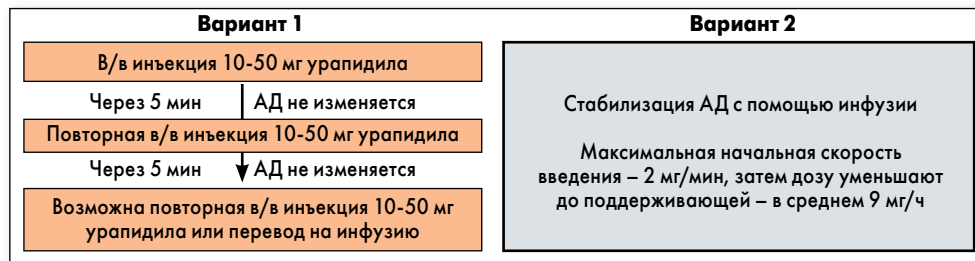 Вариант 1
В/в инъекция 10-50 мг урапидила
Через 5 мин АД не изменяется
Повторная в/в инъекция 10-50 мг урапидила
Через 5 мин АД не изменяется
Возможна повторная в/в инъекция 10-50 мг
урапидила или перевод на инфузию
Вариант 2
Стабилизация АД с помощью инфузии
Максимальная начальная скорость
введения – 2 мг/мин, затем дозу уменьшают
до поддерживающей – в среднем 9 мг/ч